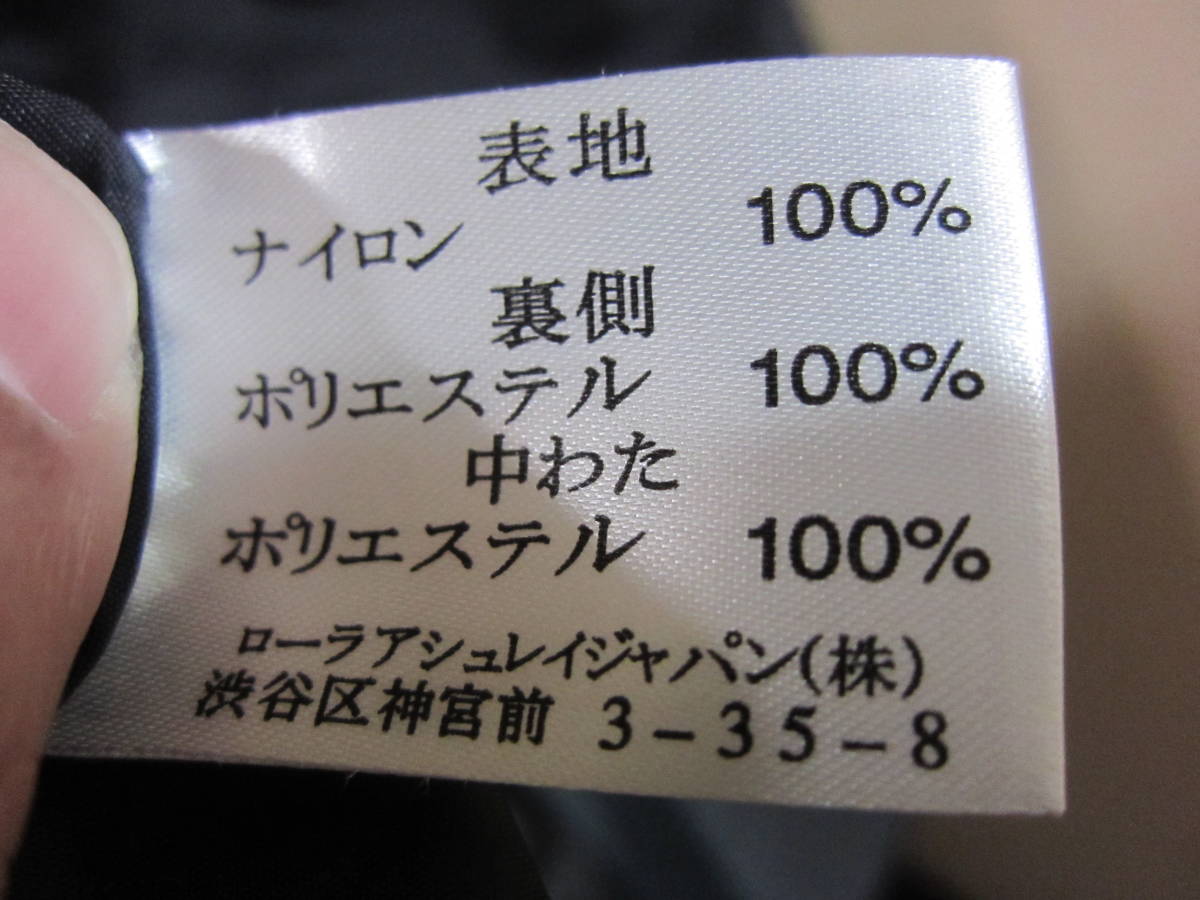 表地
ナイロン 100%
裏側
ポリエステル 100%
中わた
ポリエステル 100%
ローラアシュレイジャパン(株)
渋谷区神宮前 3-35-8